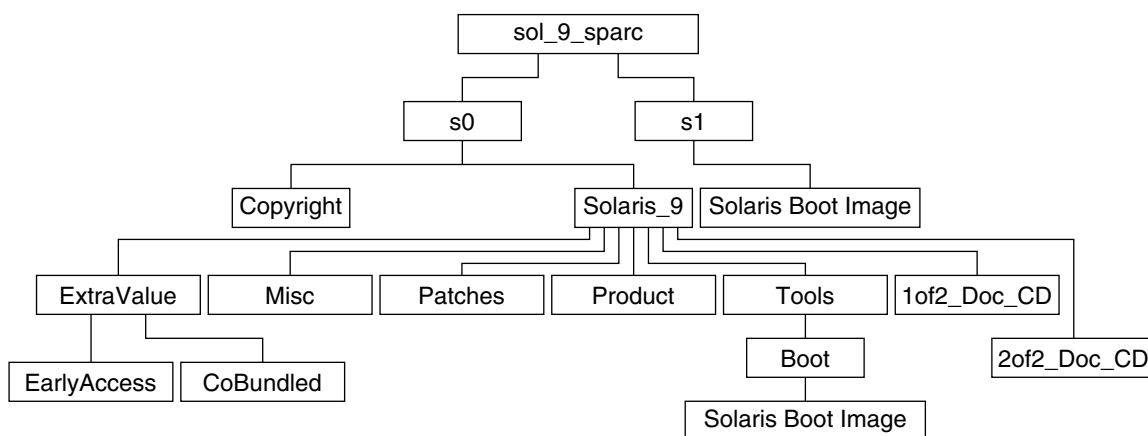 sol_9_sparc
s0
s1
Copyright
Solaris_9
Solaris Boot Image
ExtraValue
Misc
Patches
Product
Tools
1of2_Doc_CD
EarlyAccess
CoBundled
Boot
2of2_Doc_CD
Solaris Boot Image